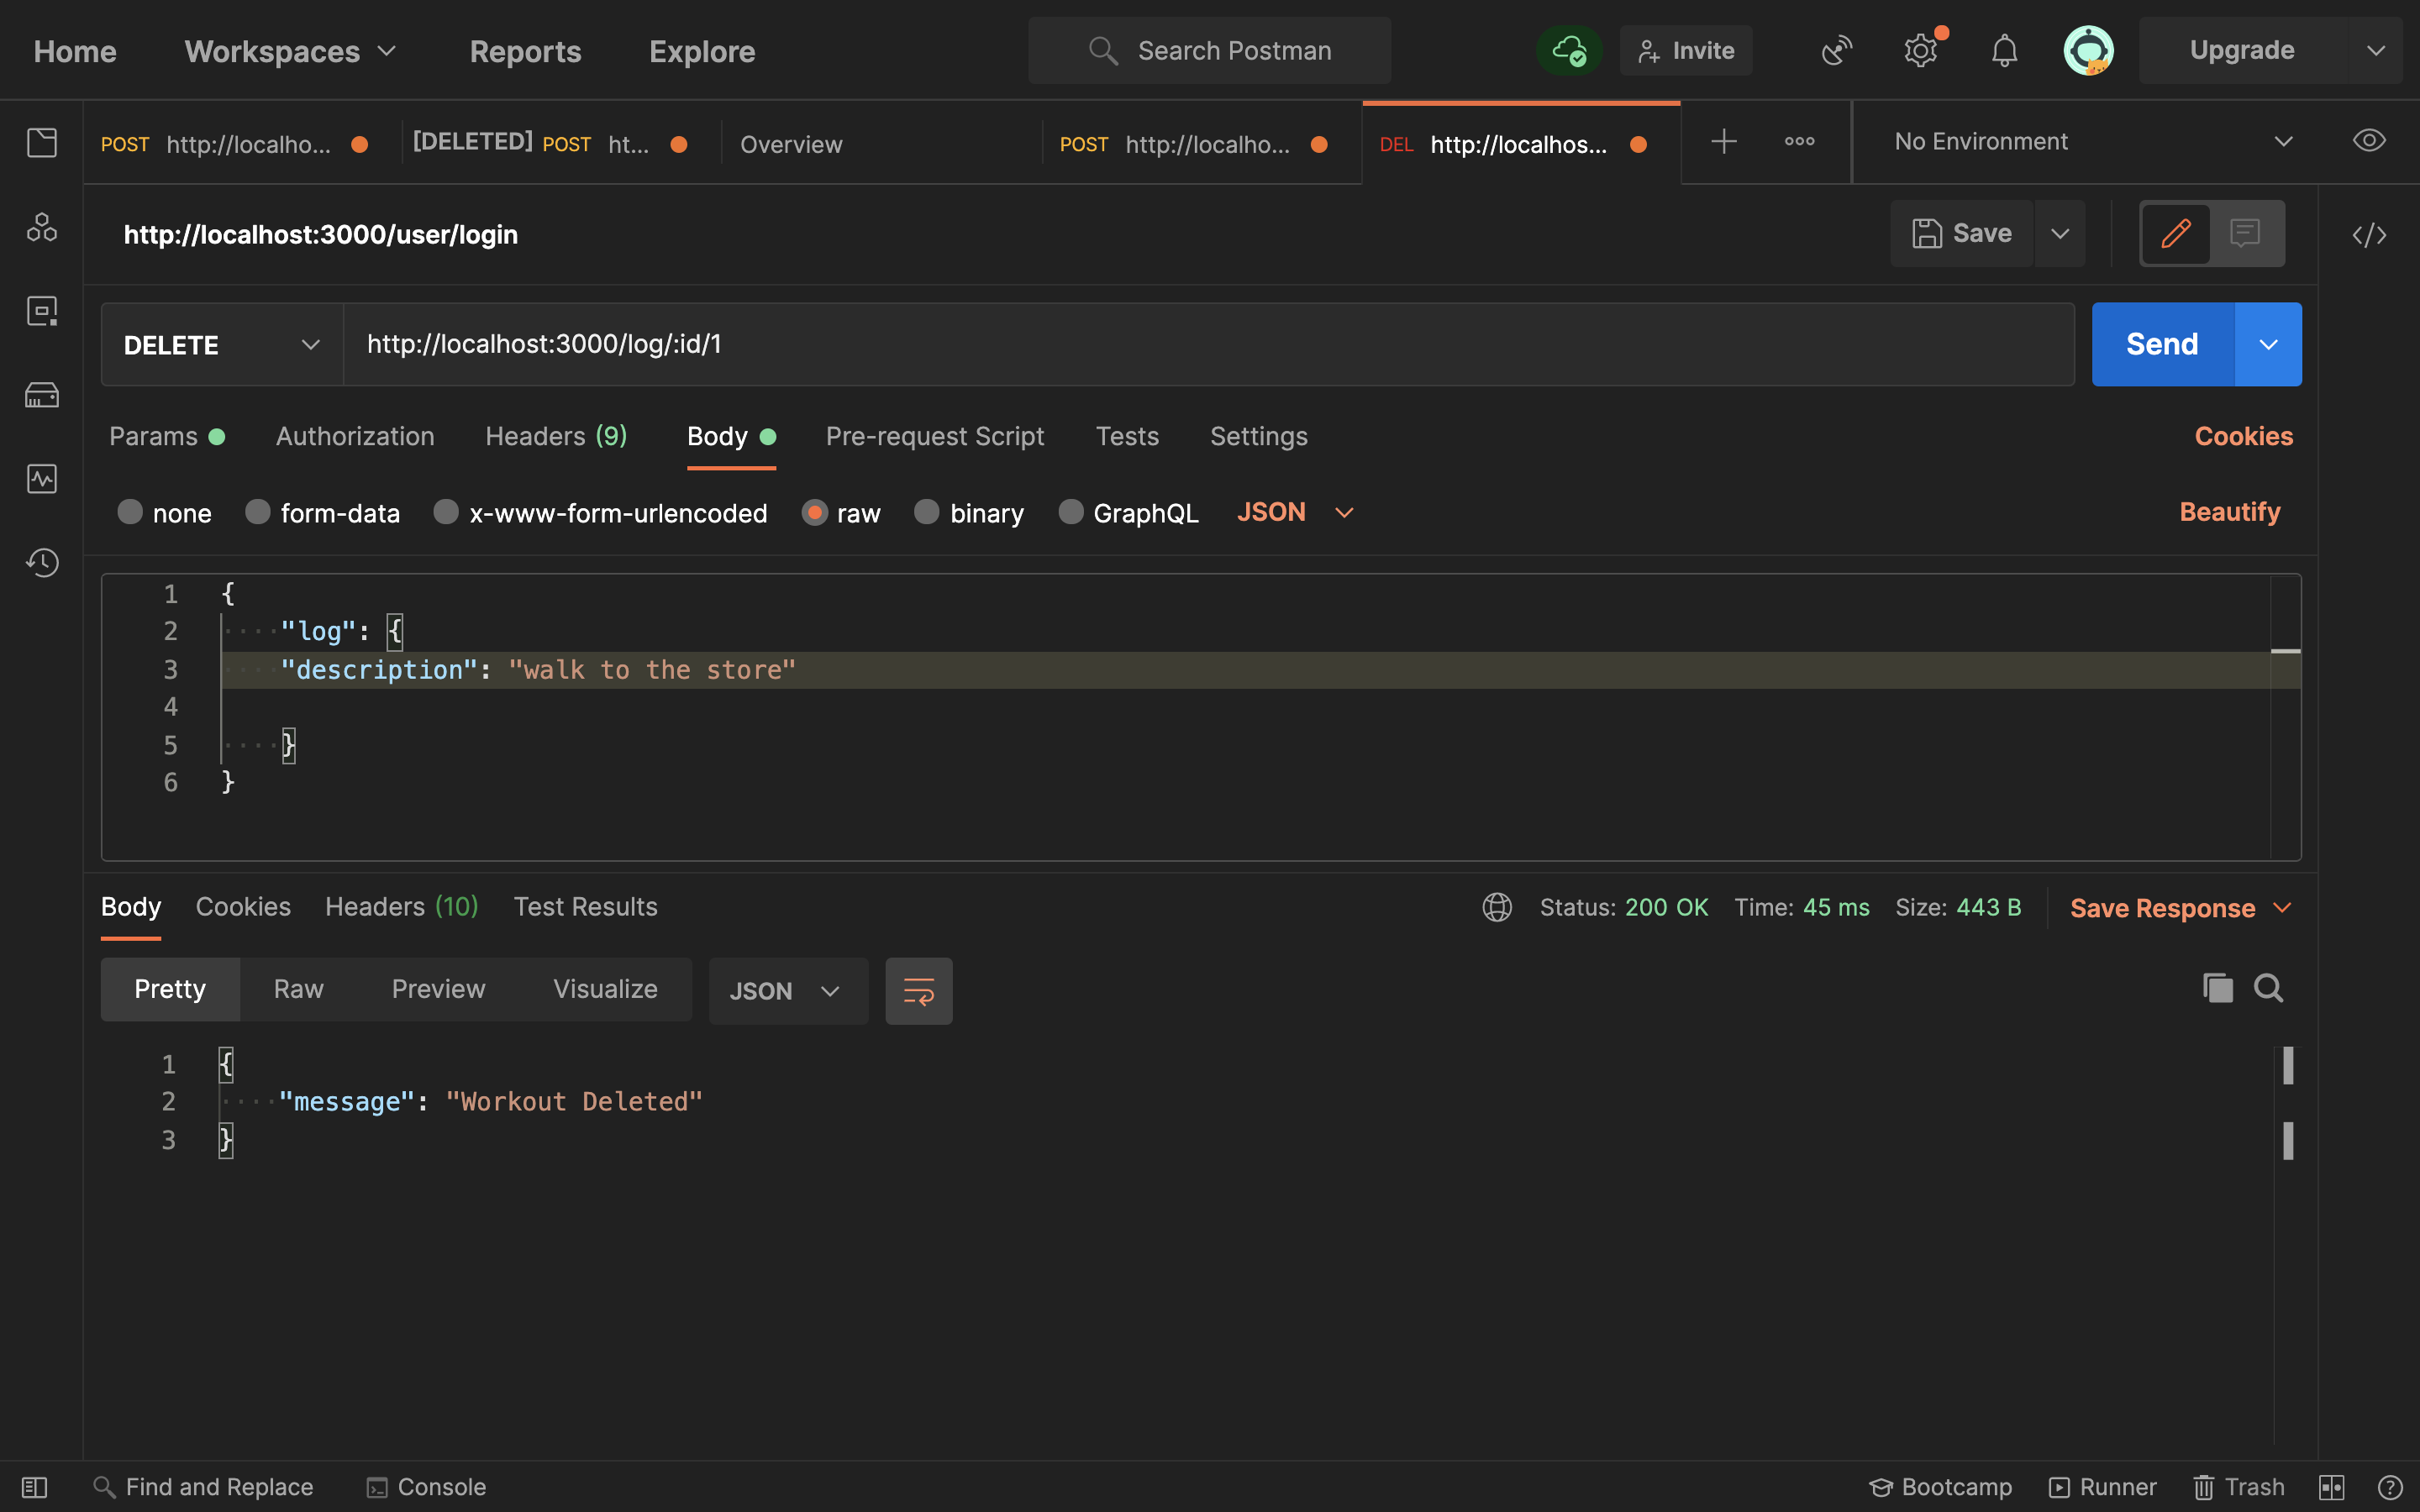 Home Workspaces Reports Explore Search Postman Invite Upgrade
POST http://localho... [DELETED] POST ht... Overview POST http://localho... DEL http://localhos... No Environment
http://localhost:3000/user/login Save
DELETE http://localhost:3000/log/:id/1 Send
Params Authorization Headers (9) Body Pre-request Script Tests Settings Cookies
none form-data x-www-form-urlencoded raw binary GraphQL JSON Beautify
1 {
2 "log": {
3 "description": "walk to the store"
4
5 }
6 }
Body Cookies Headers (10) Test Results Status: 200 OK Time: 45 ms Size: 443 B Save Response
Pretty Raw Preview Visualize JSON
1 {
2 "message": "Workout Deleted"
3 }
Find and Replace Console Bootcamp Runner Trash